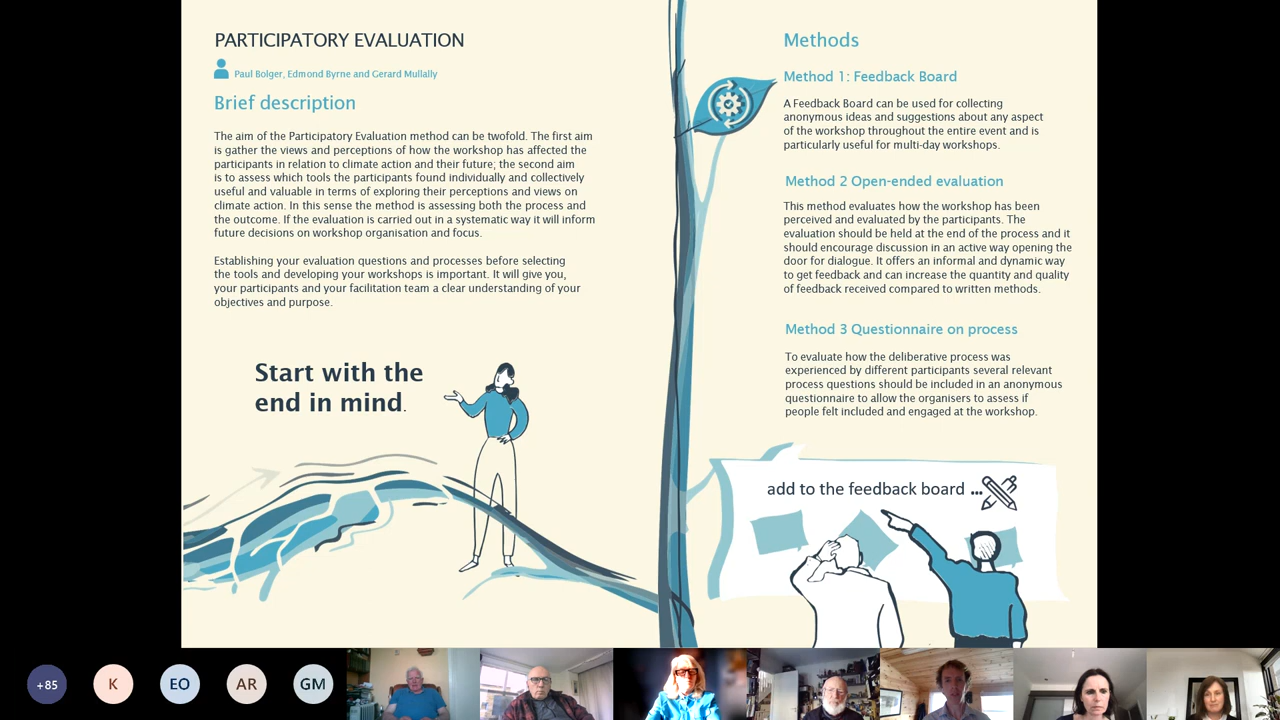 PARTICIPATORY EVALUATION
Paul Bolger, Edmond Byrne and Gerard Mullally
Brief description
The aim of the Participatory Evaluation method can be twofold. The first aim
is gather the views and perceptions of how the workshop has affected the
participants in relation to climate action and their future; the second aim
is to assess which tools the participants found individually and collectively
useful and valuable in terms of exploring their perceptions and views on
climate action. In this sense the method is assessing both the process and
the outcome. If the evaluation is carried out in a systematic way it will inform
future decisions on workshop organisation and focus.
Establishing your evaluation questions and processes before selecting
the tools and developing your workshops is important. It will give you,
your participants and your facilitation team a clear understanding of your
objectives and purpose.
Start with the
end in mind.
Methods
Method 1: Feedback Board
A Feedback Board can be used for collecting
anonymous ideas and suggestions about any aspect
of the workshop throughout the entire event and is
particularly useful for multi-day workshops.
Method 2 Open-ended evaluation
This method evaluates how the workshop has been
perceived and evaluated by the participants. The
evaluation should be held at the end of the process and it
should encourage discussion in an active way opening the
door for dialogue. It offers an informal and dynamic way
to get feedback and can increase the quantity and quality
of feedback received compared to written methods.
Method 3 Questionnaire on process
To evaluate how the deliberative process was
experienced by different participants several relevant
process questions should be included in an anonymous
questionnaire to allow the organisers to assess if
people felt included and engaged at the workshop.
add to the feedback board ...
+85
K
EO
AR
GM